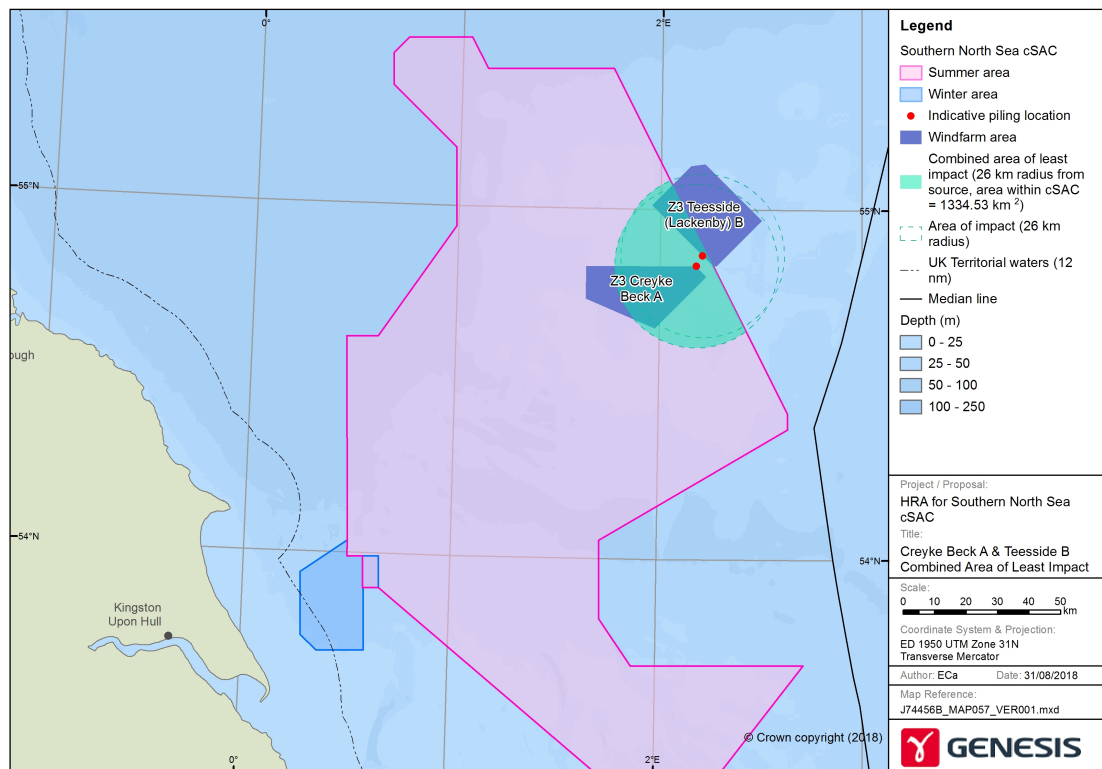 0°
2°E
55°N
55°N
Z3 Teesside
(Lackenby) B
Z3 Creyke
Beck A
ough
54°N
54°N
Kingston
Upon Hull
© Crown copyright (2018)
0°
2°E
Legend
Southern North Sea cSAC
Summer area
Winter area
Indicative piling location
Windfarm area
Combined area of least
impact (26 km radius from
source, area within cSAC
= 1334.53 km ²)
Area of impact (26 km
radius)
UK Territorial waters (12
nm)
Median line
Depth (m)
0 - 25
25 - 50
50 - 100
100 - 250
Project / Proposal:
HRA for Southern North Sea
cSAC
Title:
Creyke Beck A & Teesside B
Combined Area of Least Impact
Scale:
0 10 20 30 40 50
km
Coordinate System & Projection:
ED 1950 UTM Zone 31N
Transverse Mercator
Author: ECa Date: 31/08/2018
Map Reference:
J74456B_MAP057_VER001.mxd
GENESIS